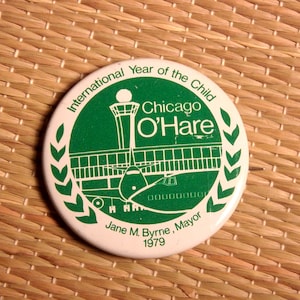 International Year of the Child
Chicago
O'Hare
Jane M. Byrne, Mayor
1979